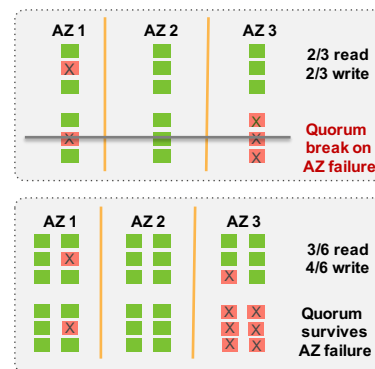 AZ 1 AZ 2 AZ 3
2/3 read
2/3 write
X
X
X
X
X
Quorum
break on
AZ failure
AZ 1 AZ 2 AZ 3
3/6 read
4/6 write
X
X
X X
X X X
X X
Quorum
survives
AZ failure